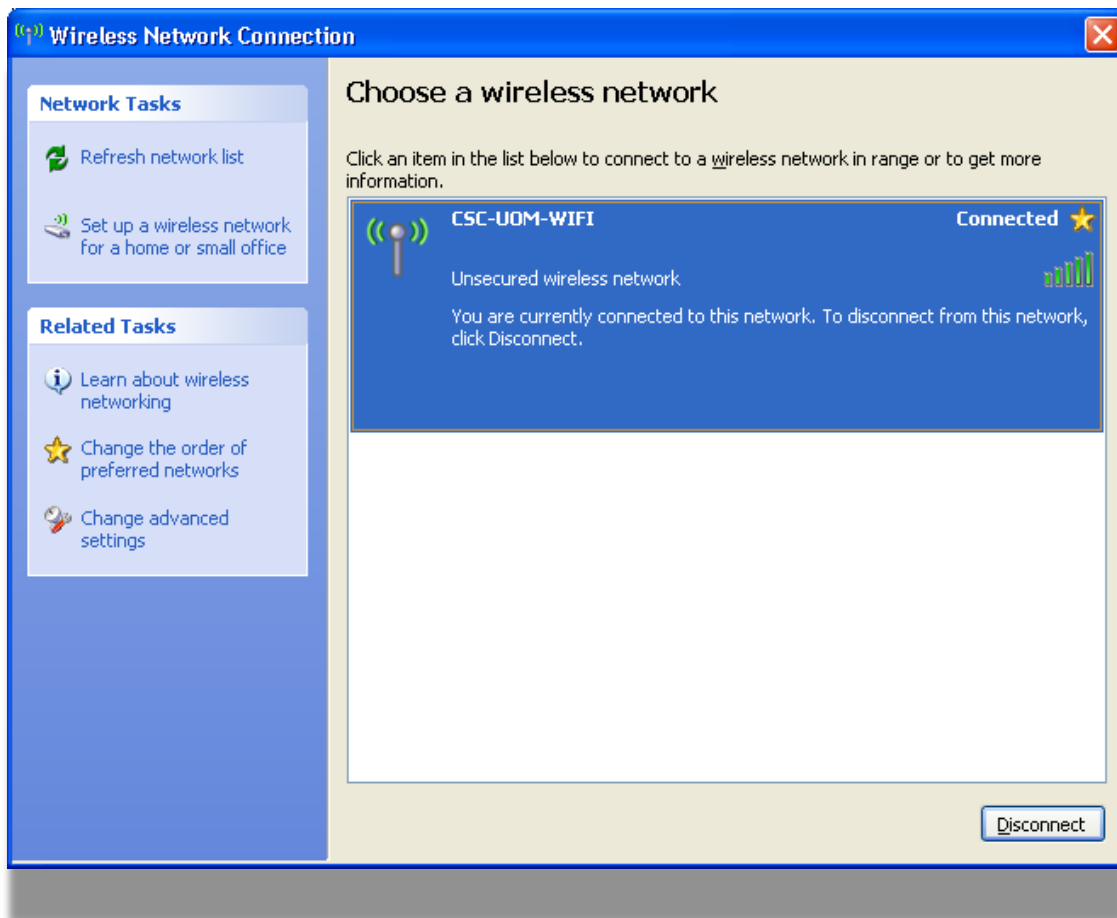 Wireless Network Connection
Network Tasks
Refresh network list
Set up a wireless network
for a home or small office
Related Tasks
Learn about wireless
networking
Change the order of
preferred networks
Change advanced
settings
Choose a wireless network
Click an item in the list below to connect to a wireless network in range or to get more
information.
CSC-UOM-WIFI Connected
Unsecured wireless network
You are currently connected to this network. To disconnect from this network,
click Disconnect.
Disconnect